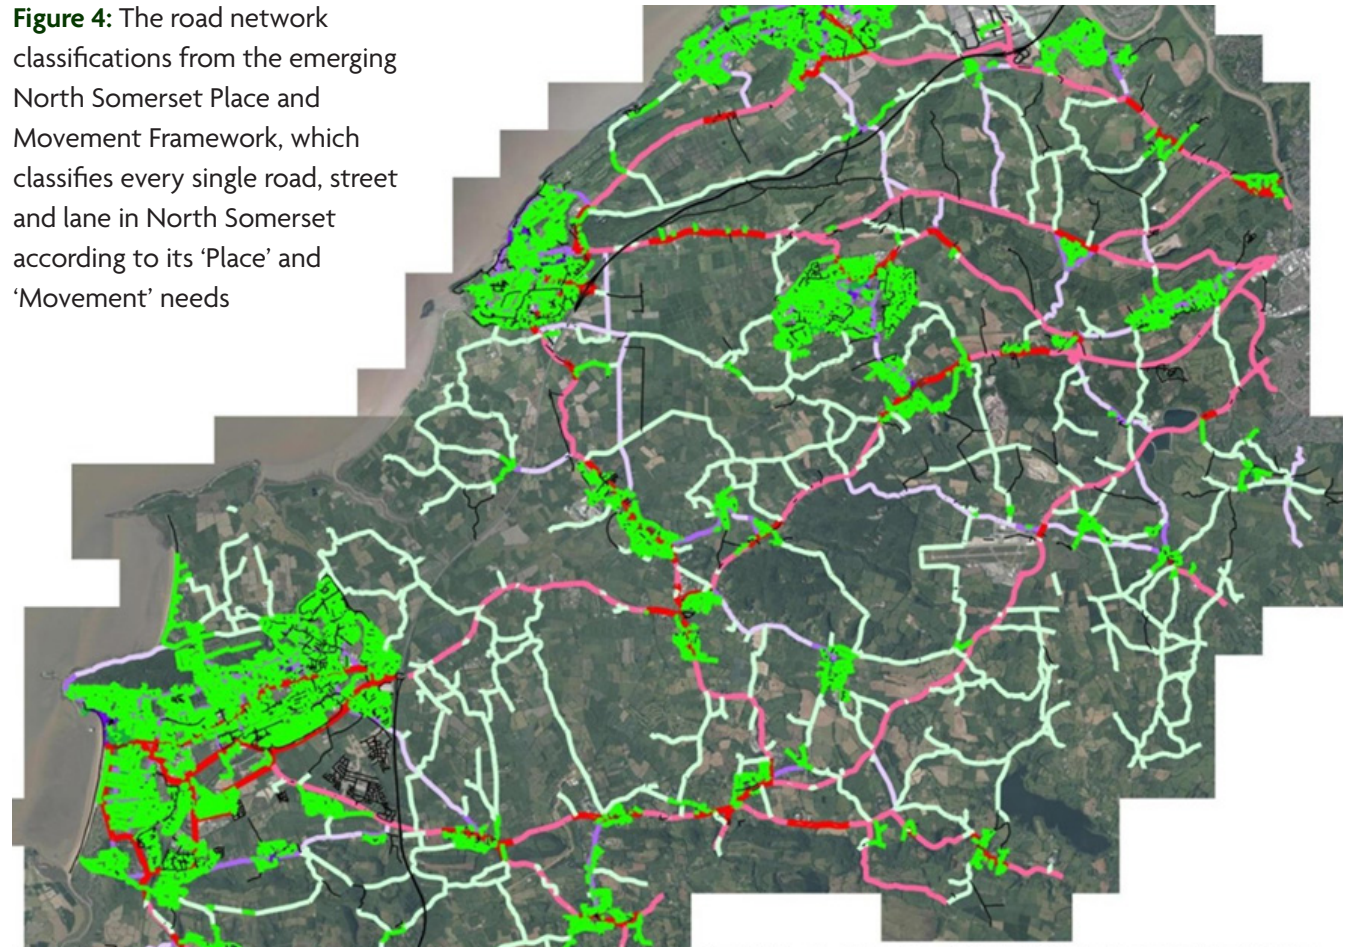 Figure 4: The road network
classifications from the emerging
North Somerset Place and
Movement Framework, which
classifies every single road, street
and lane in North Somerset
according to its ‘Place’ and
‘Movement’ needs